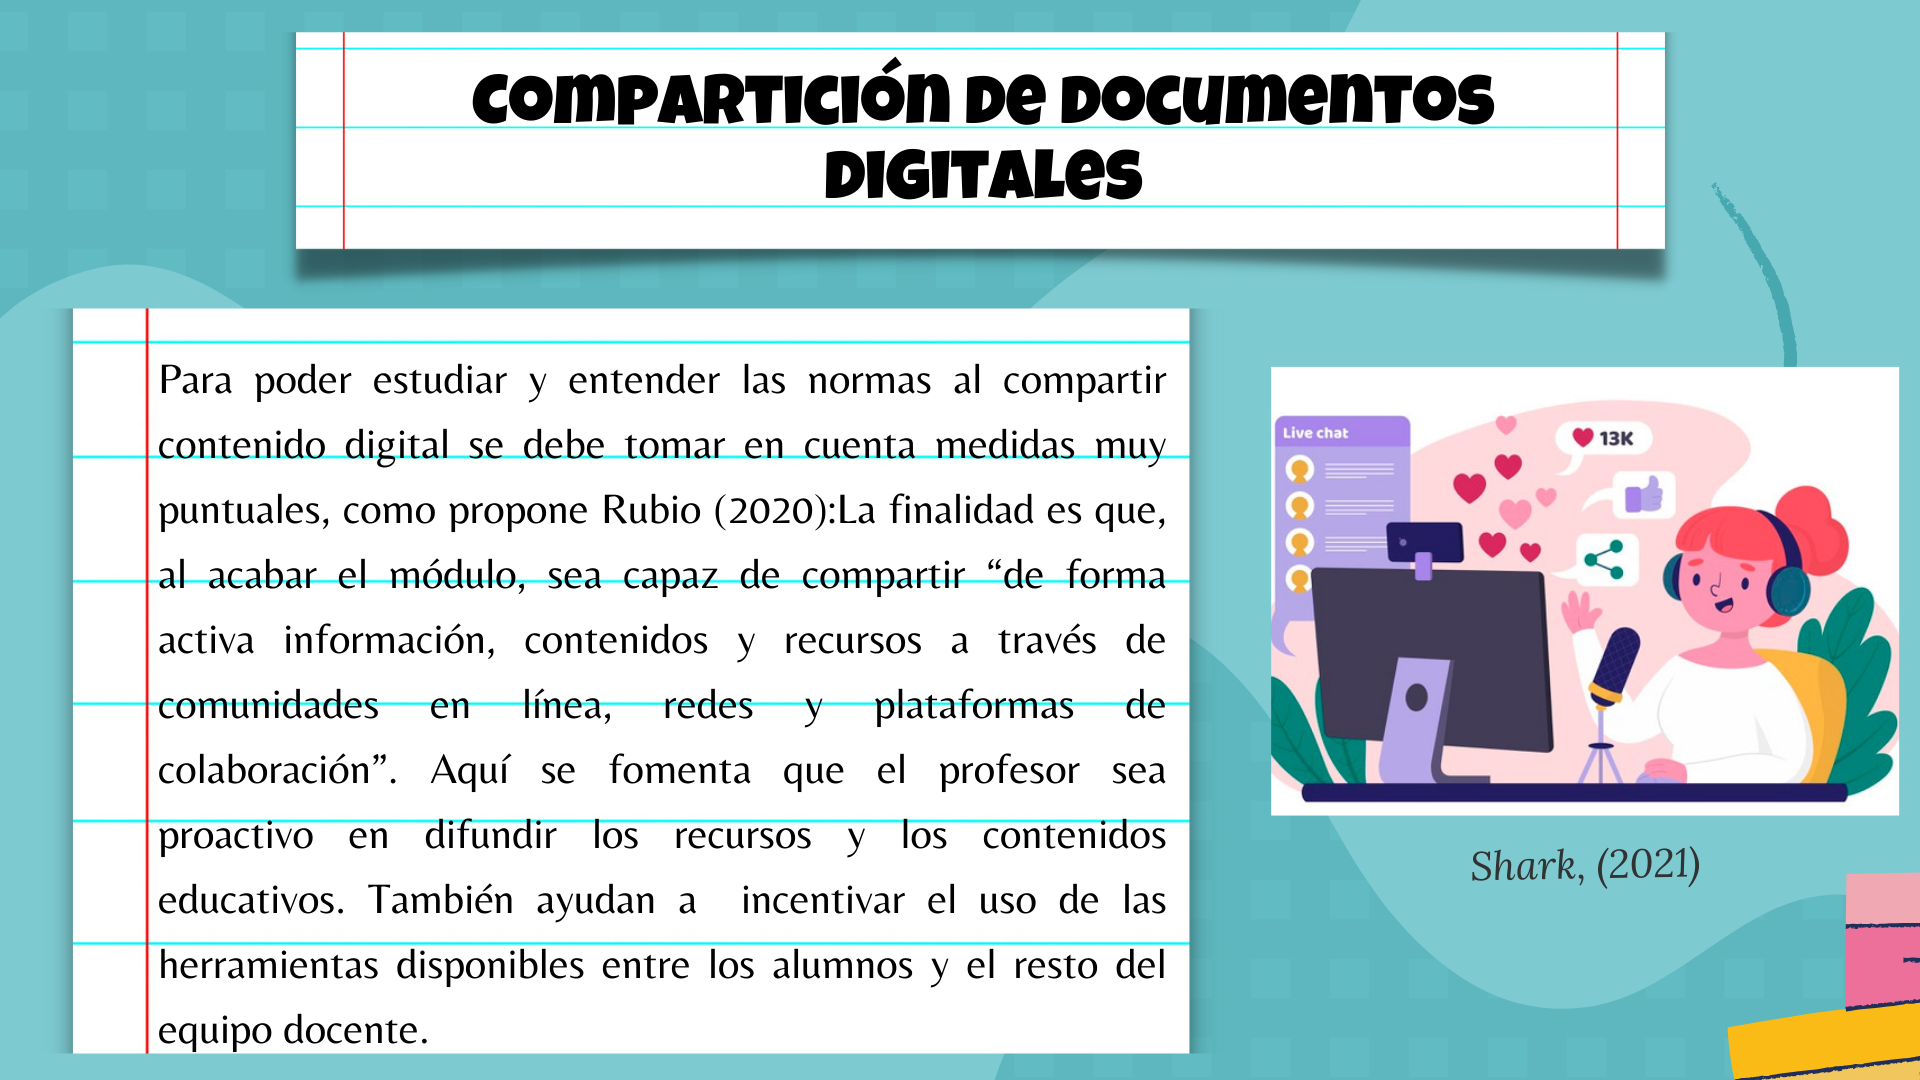 Compartición de documentos
digitales
Para poder estudiar y entender las normas al compartir
contenido digital se debe tomar en cuenta medidas muy
puntuales, como propone Rubio (2020):La finalidad es que,
al acabar el módulo, sea capaz de compartir “de forma
activa información, contenidos y recursos a través de
comunidades en línea, redes y plataformas de
colaboración”. Aquí se fomenta que el profesor sea
proactivo en difundir los recursos y los contenidos
educativos. También ayudan a  incentivar el uso de las
herramientas disponibles entre los alumnos y el resto del
equipo docente.
Live chat
13K
Shark, (2021)